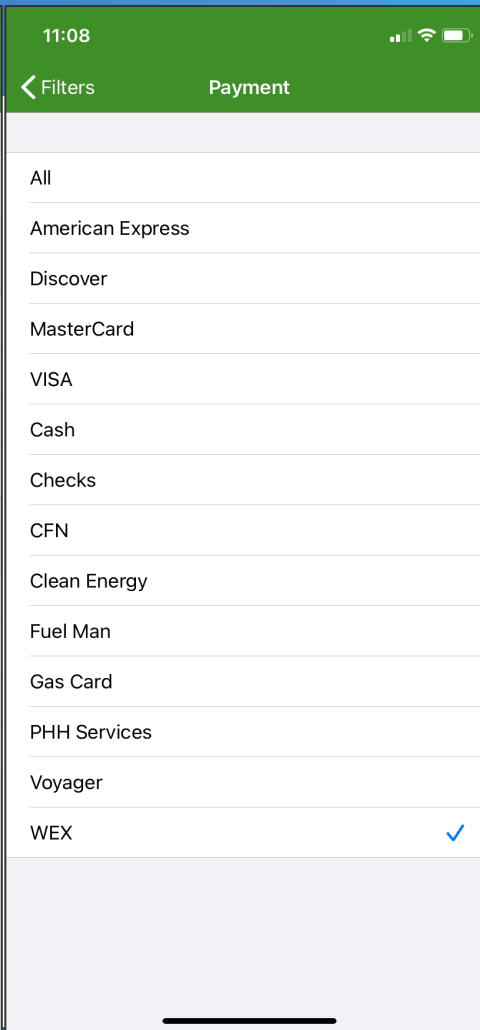 11:08
Filters
Payment
All
American Express
Discover
MasterCard
VISA
Cash
Checks
CFN
Clean Energy
Fuel Man
Gas Card
PHH Services
Voyager
WEX